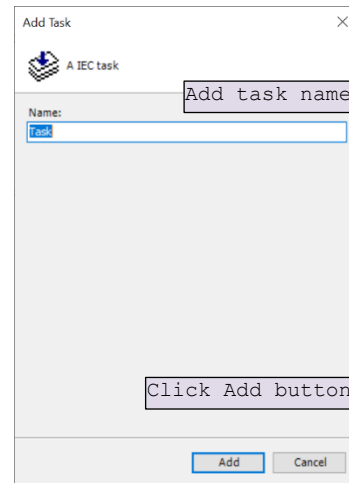 Add Task
A IEC task
Add task name
Name:
Task
Click Add button
Add
Cancel